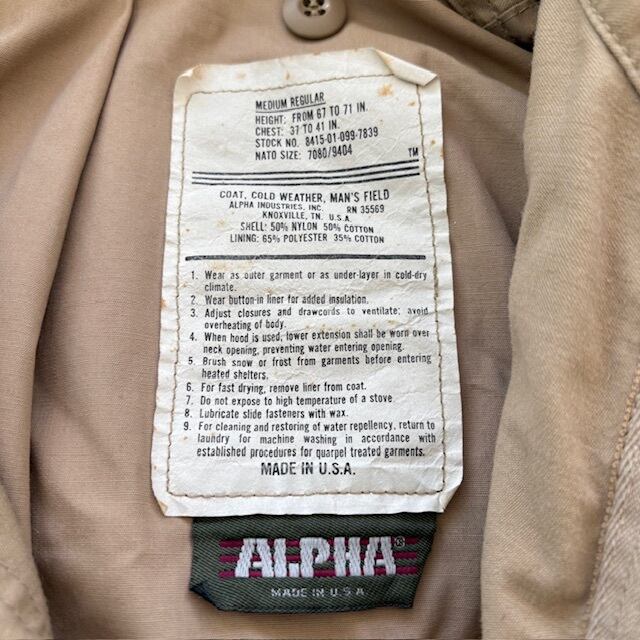 MEDIUM REGULAR
HEIGHT: FROM 67 TO 71 IN.
CHEST: 37 TO 41 IN.
STOCK NO. 8415-01-099-7839
NATO SIZE: 7080/9404
TM
COAT, COLD WEATHER, MAN'S FIELD
ALPHA INDUSTRIES, INC. RN 35569
KNOXVILLE, TN. U.S.A.
SHELL: 50% NYLON 50% COTTON
LINING: 65% POLYESTER 35% COTTON
1. Wear as outer garment or as under-layer in cold-dry
climate.
2. Wear button-in liner for added insulation.
3. Adjust closures and drawcords to ventilate; avoid
overheating of body.
4. When hood is used, lower extension shall be worn over
neck opening, preventing water entering opening.
5. Brush snow or frost from garments before entering
heated shelters.
6. For fast drying, remove liner from coat.
7. Do not expose to high temperature of a stove.
8. Lubricate slide fasteners with wax.
9. For cleaning and restoring of water repellency, return to
laundry for machine washing in accordance with
established procedures for quarpel treated garments.
MADE IN U.S.A.
ALPHA ®
MADE IN U.S.A